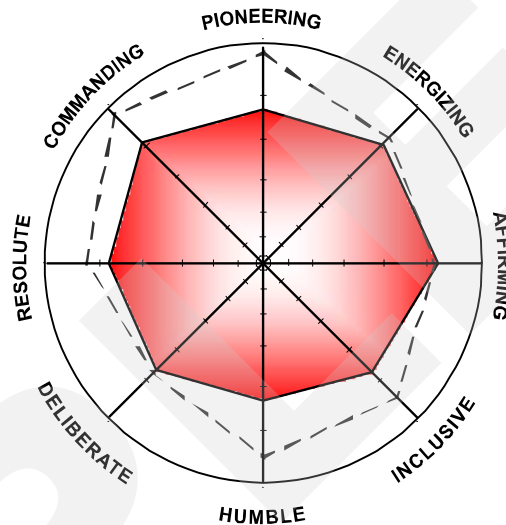 PIONEERING
ENERGIZING
AFFIRMING
INCLUSIVE
HUMBLE
DELIBERATE
RESOLUTE
COMMANDING